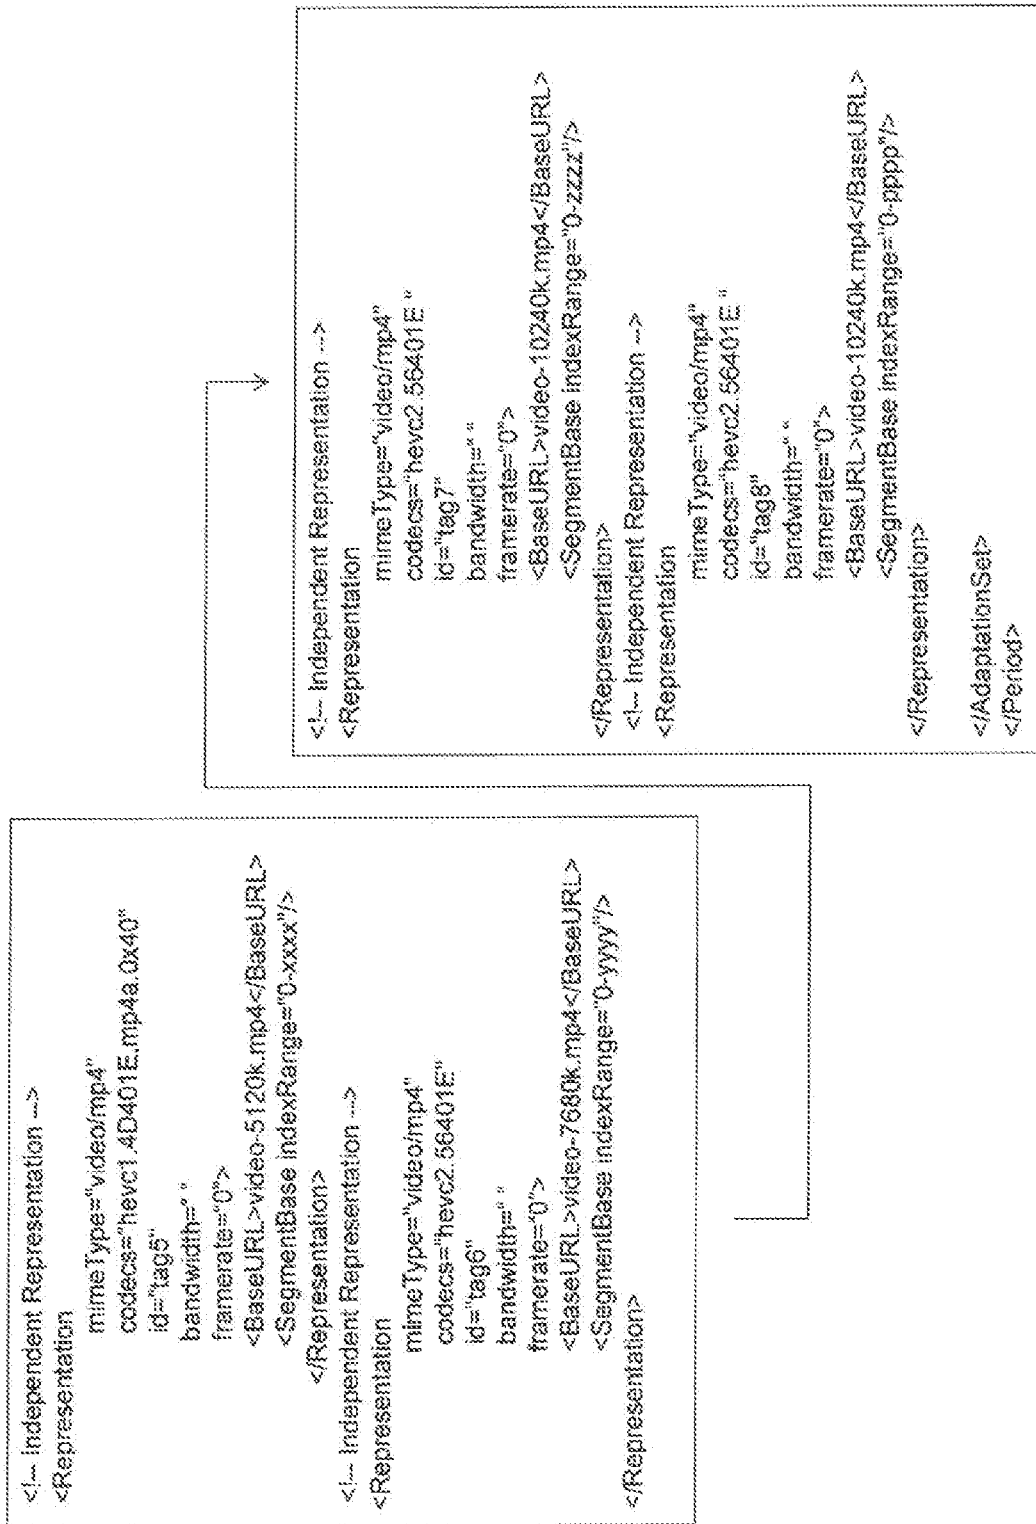 <!-- Independent Representation -->
<Representation
mimeType="video/mp4"
codecs="hevc1.4D401E,mp4a.0x40"
id="tag5"
bandwidth=" "
framerate="0">
<BaseURL>video-5120k.mp4</BaseURL>
<SegmentBase indexRange="0-xxxx"/>
</Representation>
<!-- Independent Representation -->
<Representation
mimeType="video/mp4"
codecs="hevc2.56401E"
id="tag6"
bandwidth=" "
framerate="0">
<BaseURL>video-7680k.mp4</BaseURL>
<SegmentBase indexRange="0-yyyy"/>
</Representation>
<!-- Independent Representation -->
<Representation
mimeType="video/mp4"
codecs="hevc2.56401E "
id="tag7"
bandwidth=" "
framerate="0">
<BaseURL>video-10240k.mp4</BaseURL>
<SegmentBase indexRange="0-zzzz"/>
</Representation>
<!-- Independent Representation -->
<Representation
mimeType="video/mp4"
codecs="hevc2.56401E "
id="tag8"
bandwidth=" "
framerate="0">
<BaseURL>video-10240k.mp4</BaseURL>
<SegmentBase indexRange="0-pppp"/>
</Representation>
</AdaptationSet>
</Period>